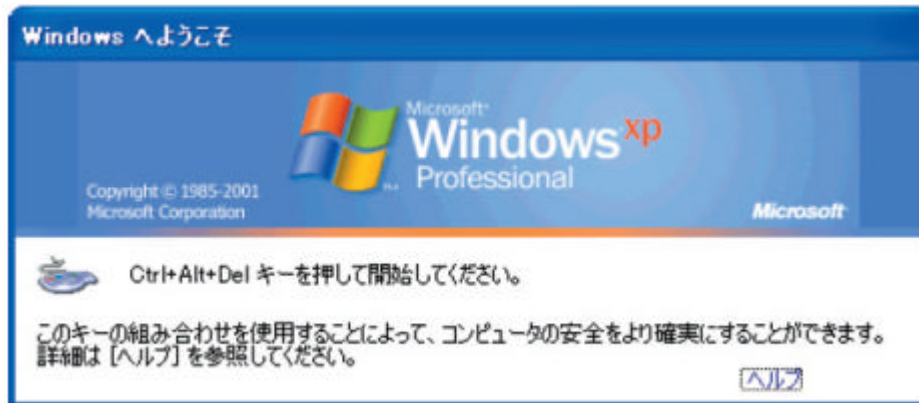 Windows へようこそ
Microsoft®
Windows xp
Professional
Copyright © 1985-2001
Microsoft Corporation
Microsoft®
Ctrl+Alt+Del キーを押して開始してください。
このキーの組み合わせを使用することによって、コンピュータの安全をより確実にすることができます。
詳細は [ヘルプ] を参照してください。
ヘルプ